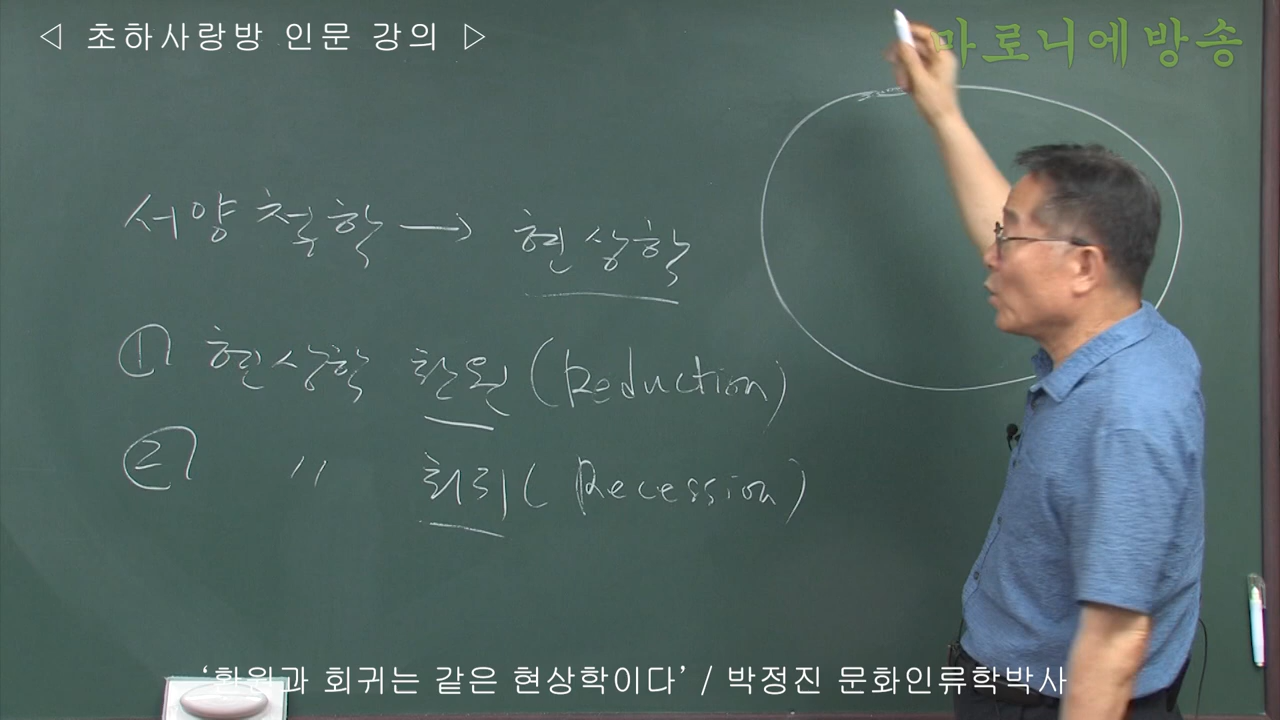 ◁ 초하사랑방 인문 강의 ▷
마로니에방송
서양철학 → 현상학
① 현상학 환원 (Reduction)
② 〃 회귀 (Recession)
‘환원과 회귀는 같은 현상학이다’ / 박정진 문화인류학박사